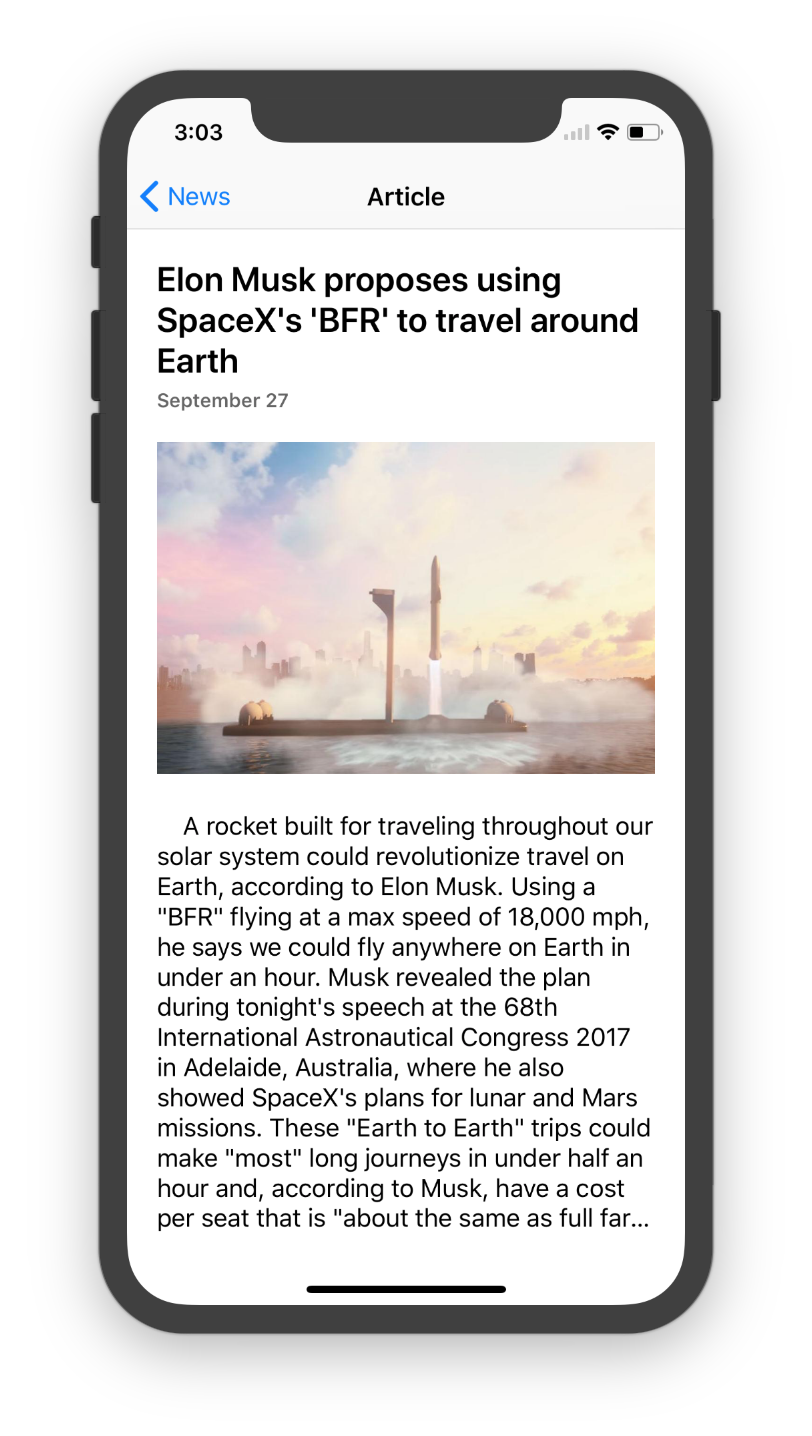 3:03
News
Article
Elon Musk proposes using
SpaceX's 'BFR' to travel around
Earth
September 27
A rocket built for traveling throughout our
solar system could revolutionize travel on
Earth, according to Elon Musk. Using a
"BFR" flying at a max speed of 18,000 mph,
he says we could fly anywhere on Earth in
under an hour. Musk revealed the plan
during tonight's speech at the 68th
International Astronautical Congress 2017
in Adelaide, Australia, where he also
showed SpaceX's plans for lunar and Mars
missions. These "Earth to Earth" trips could
make "most" long journeys in under half an
hour and, according to Musk, have a cost
per seat that is "about the same as full far...